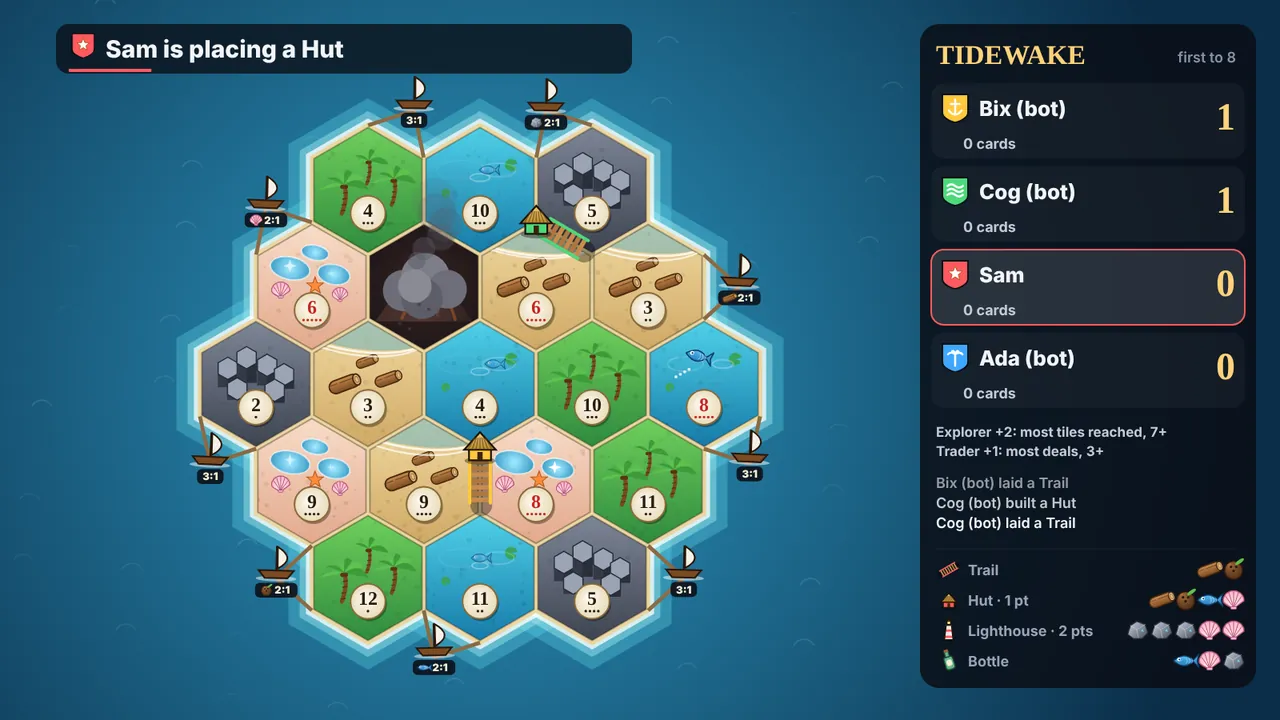 Sam is placing a Hut
3:1
2:1
4
10
5
2:1
6
6
3
2:1
2
3
4
10
8
3:1
9
9
8
11
3:1
2:1
12
11
5
3:1
2:1
TIDEWAKE
first to 8
Bix (bot)
1
0 cards
Cog (bot)
1
0 cards
Sam
0
0 cards
Ada (bot)
0
0 cards
Explorer +2: most tiles reached, 7+
Trader +1: most deals, 3+
Bix (bot) laid a Trail
Cog (bot) built a Hut
Cog (bot) laid a Trail
Trail
Hut · 1 pt
Lighthouse · 2 pts
Bottle